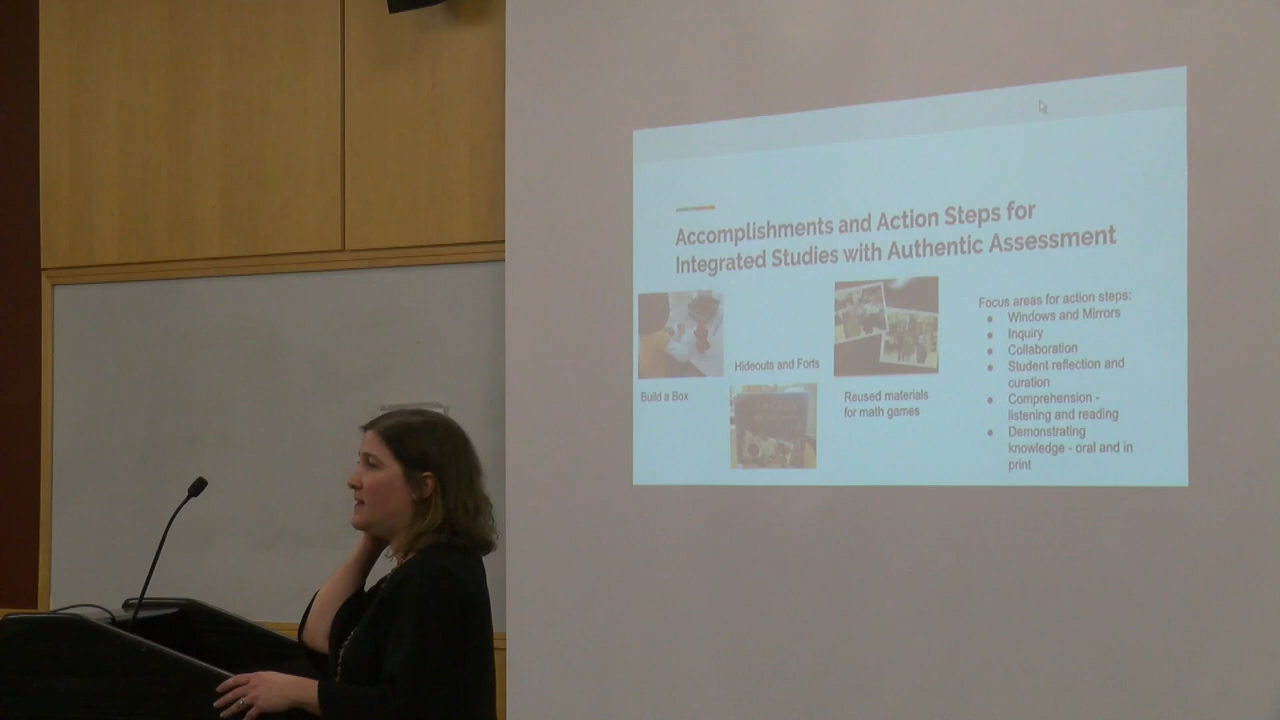 Accomplishments and Action Steps for
Integrated Studies with Authentic Assessment
Build a Box
Hideouts and Forts
Reused materials
for math games
Focus areas for action steps:
● Windows and Mirrors
● Inquiry
● Collaboration
● Student reflection and
curation
● Comprehension -
listening and reading
● Demonstrating
knowledge - oral and in
print